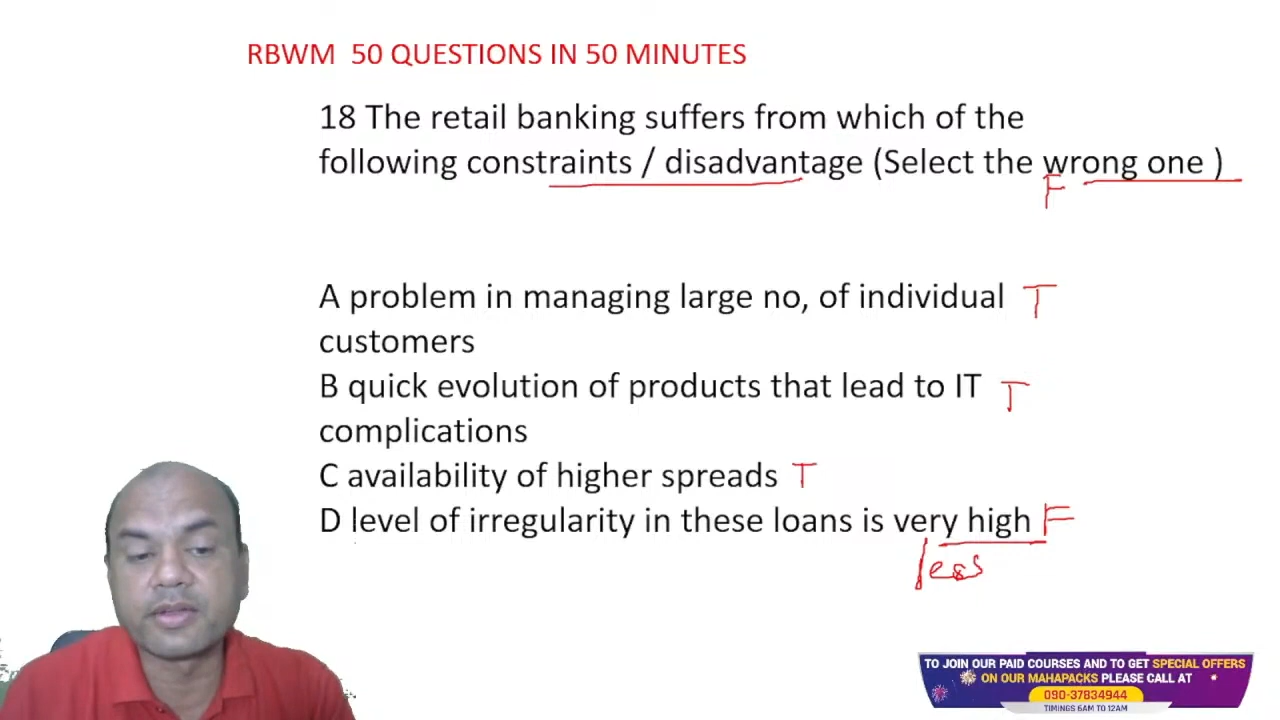 RBWM 50 QUESTIONS IN 50 MINUTES
18 The retail banking suffers from which of the
following constraints / disadvantage (Select the wrong one )
F
A problem in managing large no, of individual T
customers
B quick evolution of products that lead to IT T
complications
C availability of higher spreads T
D level of irregularity in these loans is very high F
less
TO JOIN OUR PAID COURSES AND TO GET SPECIAL OFFERS
ON OUR MAHAPACKS PLEASE CALL AT
090-37834944
TIMINGS 6AM TO 12AM